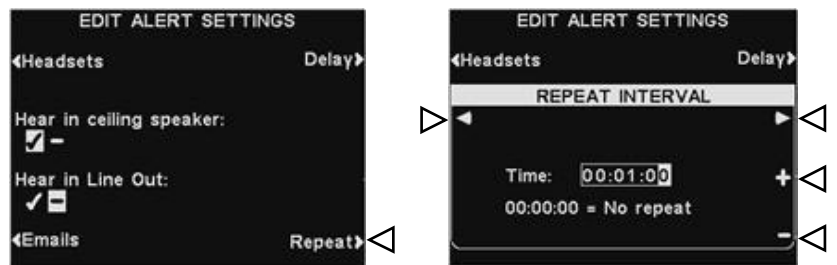 EDIT ALERT SETTINGS
Headsets Delay
Hear in ceiling speaker:
✓ –
Hear in Line Out:
✓ –
Emails Repeat
EDIT ALERT SETTINGS
Headsets Delay
REPEAT INTERVAL
Time: 00:01:00 +
00:00:00 = No repeat
–